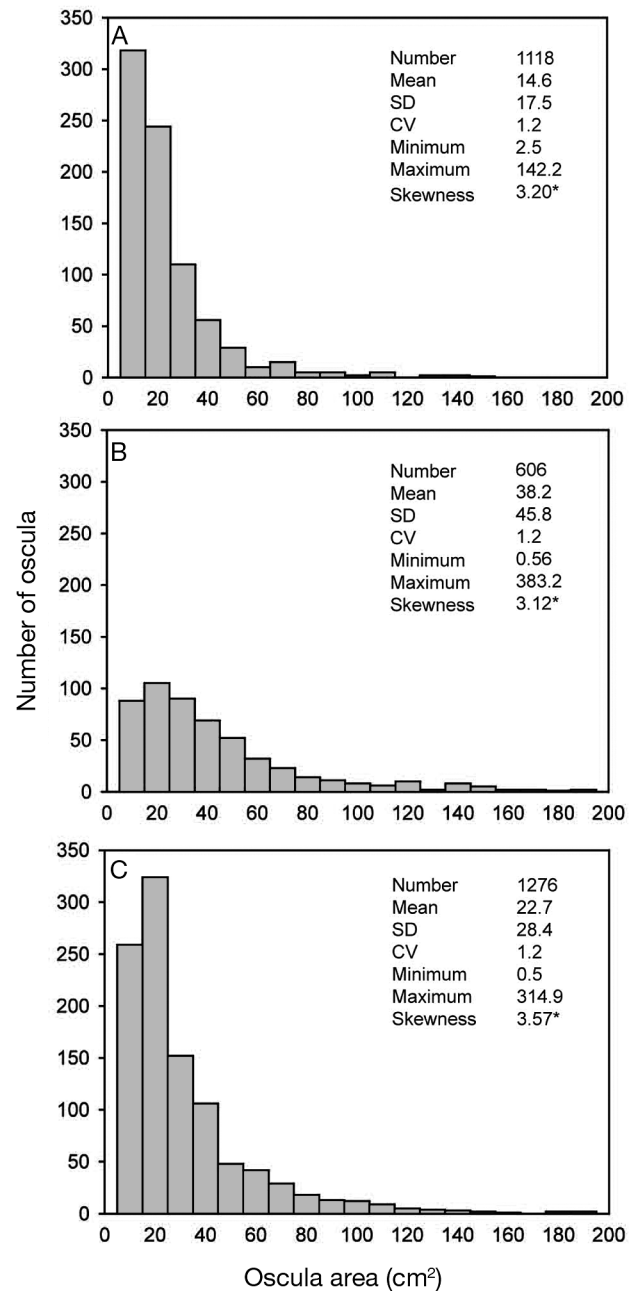 A
350
300
250
200
150
100
50
0
Number 1118
Mean 14.6
SD 17.5
CV 1.2
Minimum 2.5
Maximum 142.2
Skewness 3.20*
0 20 40 60 80 100 120 140 160 200
B
350
300
250
200
150
100
50
0
Number 606
Mean 38.2
SD 45.8
CV 1.2
Minimum 0.56
Maximum 383.2
Skewness 3.12*
0 20 40 60 80 100 120 140 160 200
Number of oscula
C
350
300
250
200
150
100
50
0
Number 1276
Mean 22.7
SD 28.4
CV 1.2
Minimum 0.5
Maximum 314.9
Skewness 3.57*
0 20 40 60 80 100 120 140 160 200
Oscula area (cm²)